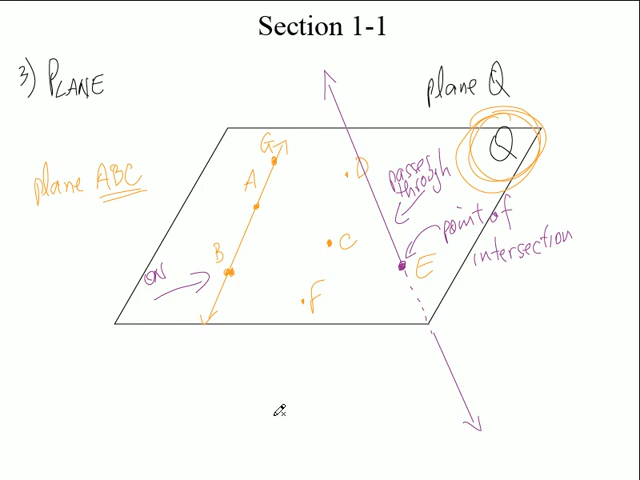 Section 1-1
3) PLANE
plane Q
Q
plane ABC
G
A
B
D
C
E
F
passes
through
point of
intersection
ON